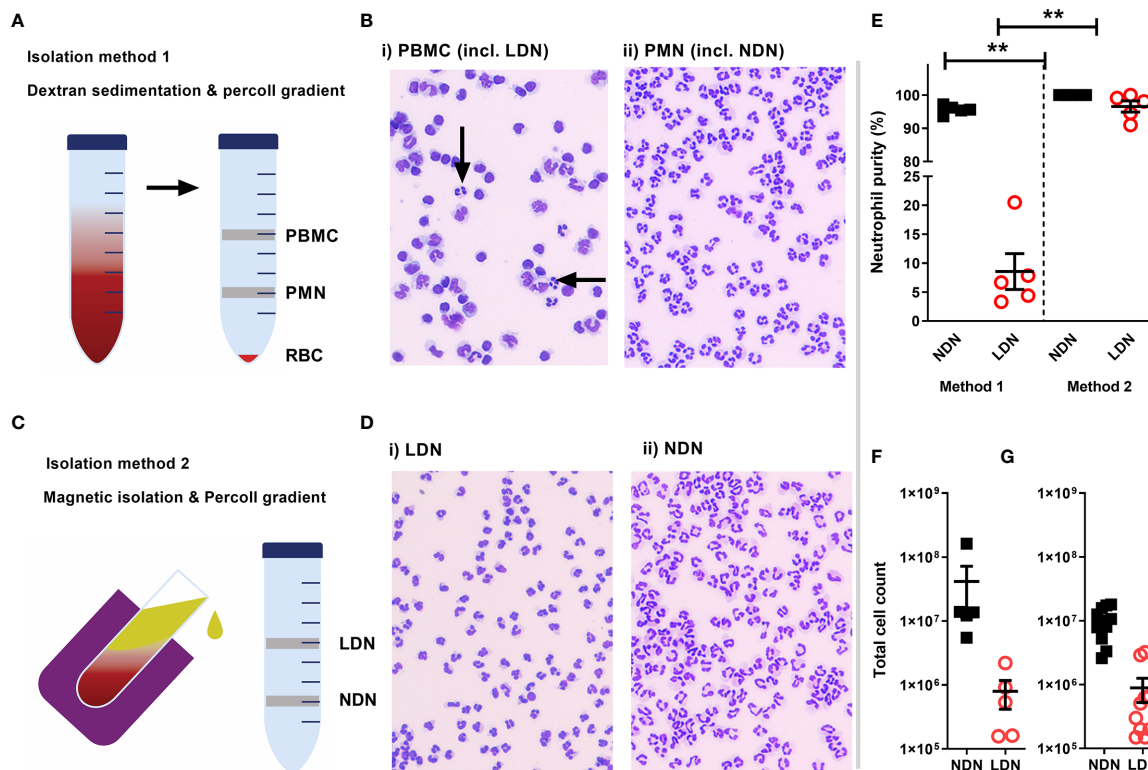 A
Isolation method 1
Dextran sedimentation & percoll gradient
PBMC
PMN
RBC
B
i) PBMC (incl. LDN)
ii) PMN (incl. NDN)
C
Isolation method 2
Magnetic isolation & Percoll gradient
LDN
NDN
D
i) LDN
ii) NDN
E
**
**
Neutrophil purity (%)
100
90
80
25
20
15
10
5
0
NDN
LDN
NDN
LDN
Method 1
Method 2
F
Total cell count
1×10⁹
1×10⁸
1×10⁷
1×10⁶
1×10⁵
NDN LDN
G
1×10⁹
1×10⁸
1×10⁷
1×10⁶
1×10⁵
NDN LD